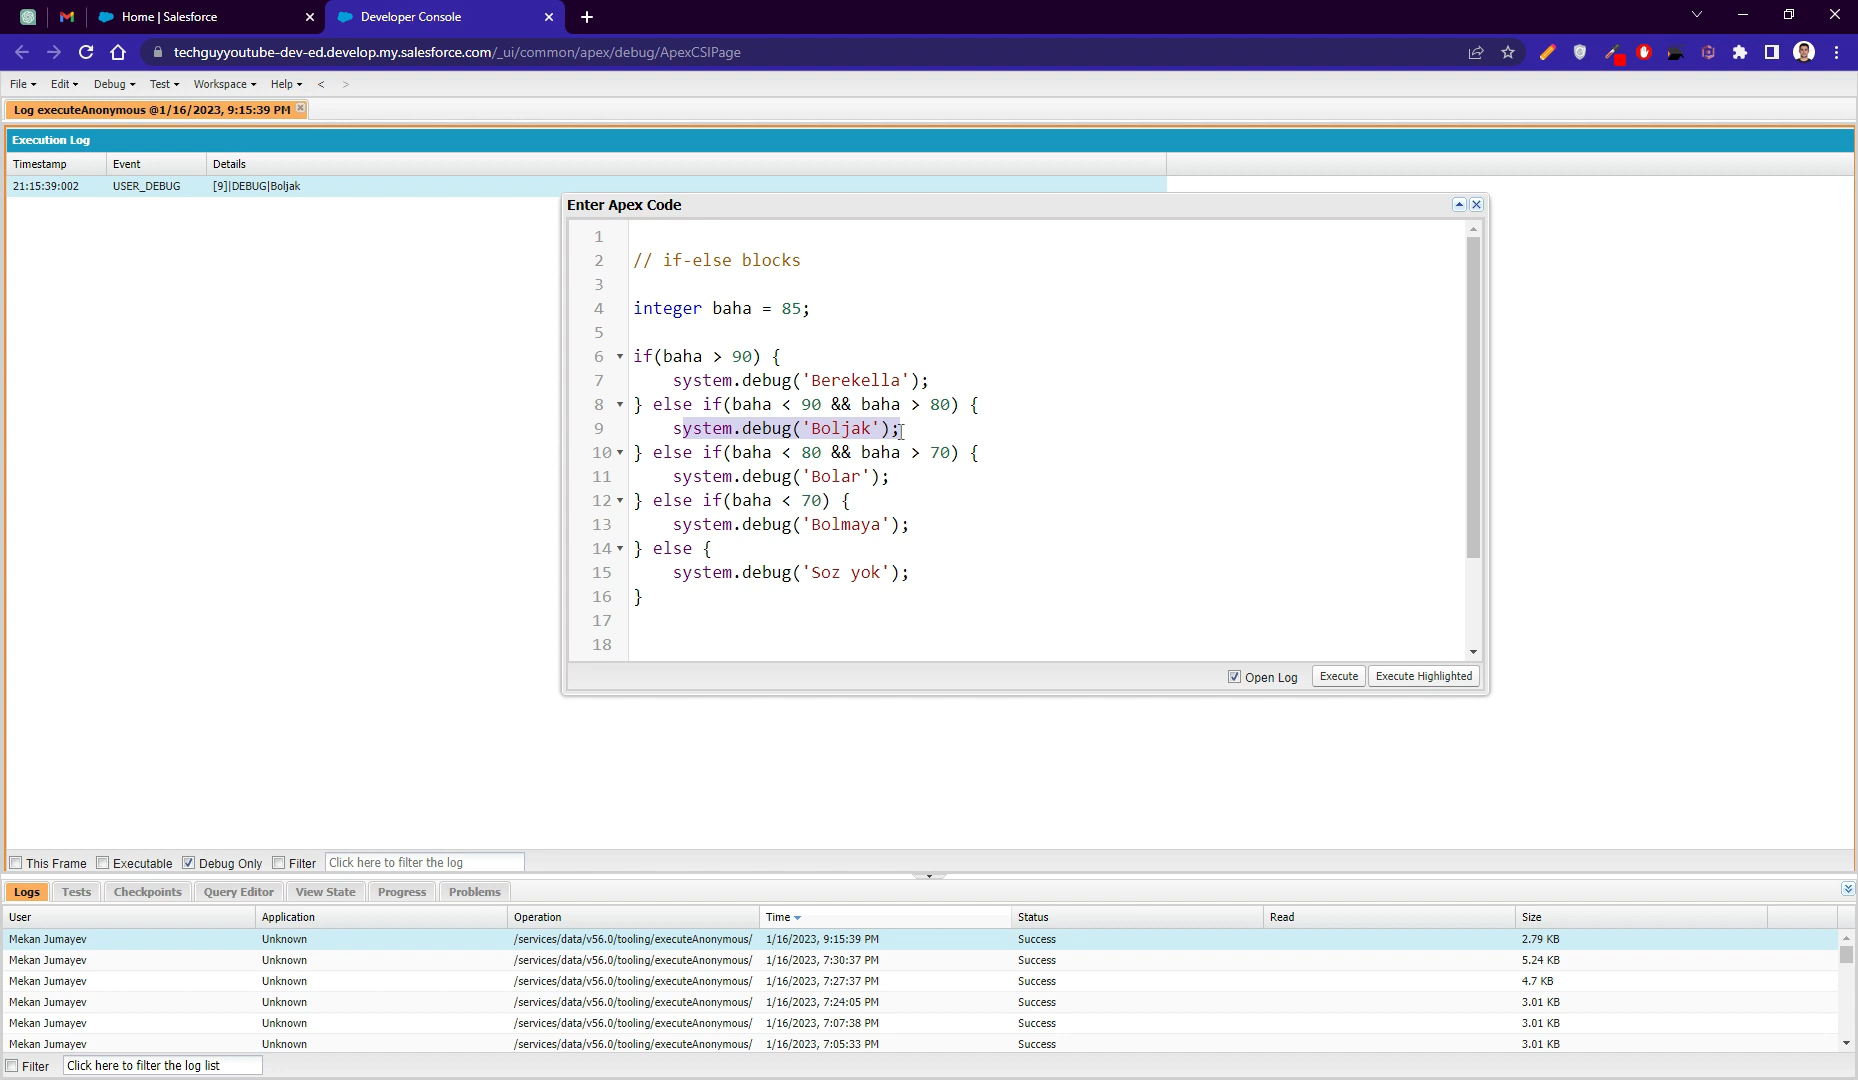 Home | Salesforce
Developer Console
techguyyoutube-dev-ed.develop.my.salesforce.com/_ui/common/apex/debug/ApexCSIPage
File Edit Debug Test Workspace Help < >
Log executeAnonymous @1/16/2023, 9:15:39 PM
Execution Log
Timestamp Event Details
21:15:39:002 USER_DEBUG [9]|DEBUG|Boljak
Enter Apex Code
1
2 // if-else blocks
3
4 integer baha = 85;
5
6 if(baha > 90) {
7 system.debug('Berekella');
8 } else if(baha < 90 && baha > 80) {
9 system.debug('Boljak');
10 } else if(baha < 80 && baha > 70) {
11 system.debug('Bolar');
12 } else if(baha < 70) {
13 system.debug('Bolmaya');
14 } else {
15 system.debug('Soz yok');
16 }
17
18
Open Log Execute Execute Highlighted
This Frame Executable Debug Only Filter Click here to filter the log
Logs Tests Checkpoints Query Editor View State Progress Problems
User Application Operation Time Status Read Size
Mekan Jumayev Unknown /services/data/v56.0/tooling/executeAnonymous/ 1/16/2023, 9:15:39 PM Success 2.79 KB
Mekan Jumayev Unknown /services/data/v56.0/tooling/executeAnonymous/ 1/16/2023, 7:30:37 PM Success 5.24 KB
Mekan Jumayev Unknown /services/data/v56.0/tooling/executeAnonymous/ 1/16/2023, 7:27:37 PM Success 4.7 KB
Mekan Jumayev Unknown /services/data/v56.0/tooling/executeAnonymous/ 1/16/2023, 7:24:05 PM Success 3.01 KB
Mekan Jumayev Unknown /services/data/v56.0/tooling/executeAnonymous/ 1/16/2023, 7:07:38 PM Success 3.01 KB
Mekan Jumayev Unknown /services/data/v56.0/tooling/executeAnonymous/ 1/16/2023, 7:05:33 PM Success 3.01 KB
Filter Click here to filter the log list